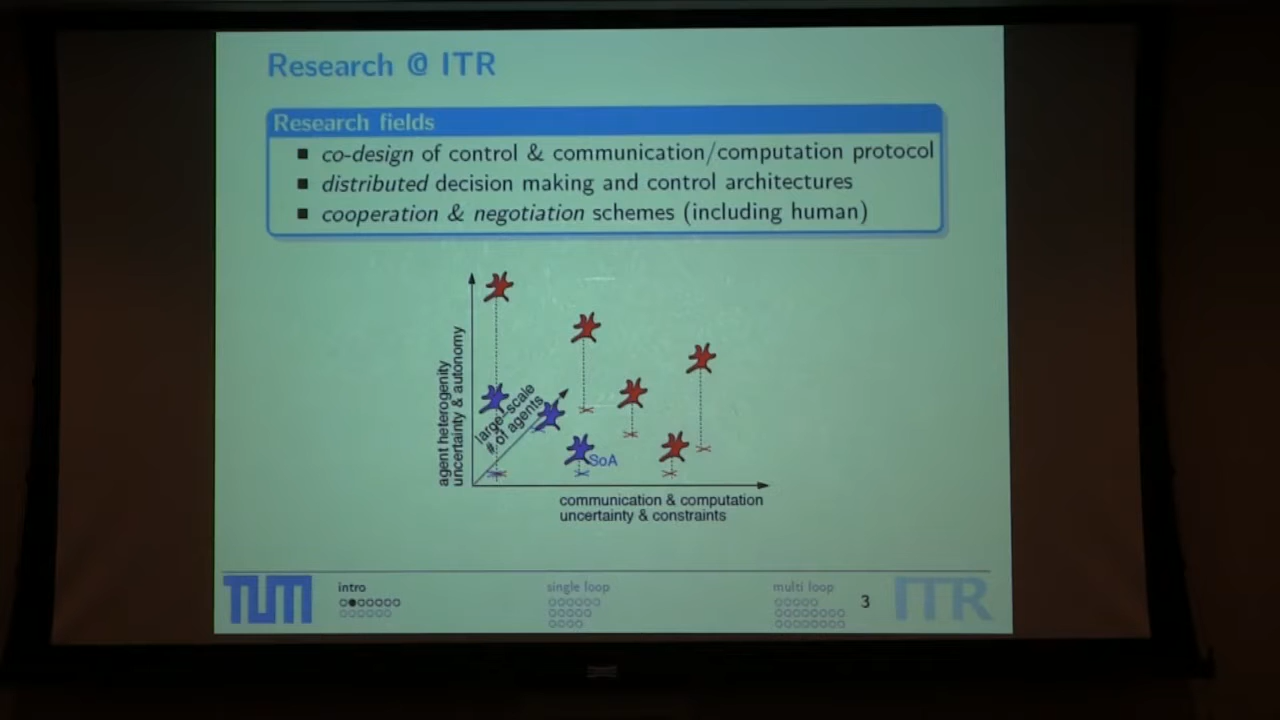 Research @ ITR
Research fields
co-design of control & communication/computation protocol
distributed decision making and control architectures
cooperation & negotiation schemes (including human)
agent heterogenity
uncertainty & autonomy
large-scale
# of agents
SoA
communication & computation
uncertainty & constraints
TUM
intro
single loop
multi loop
3
ITR